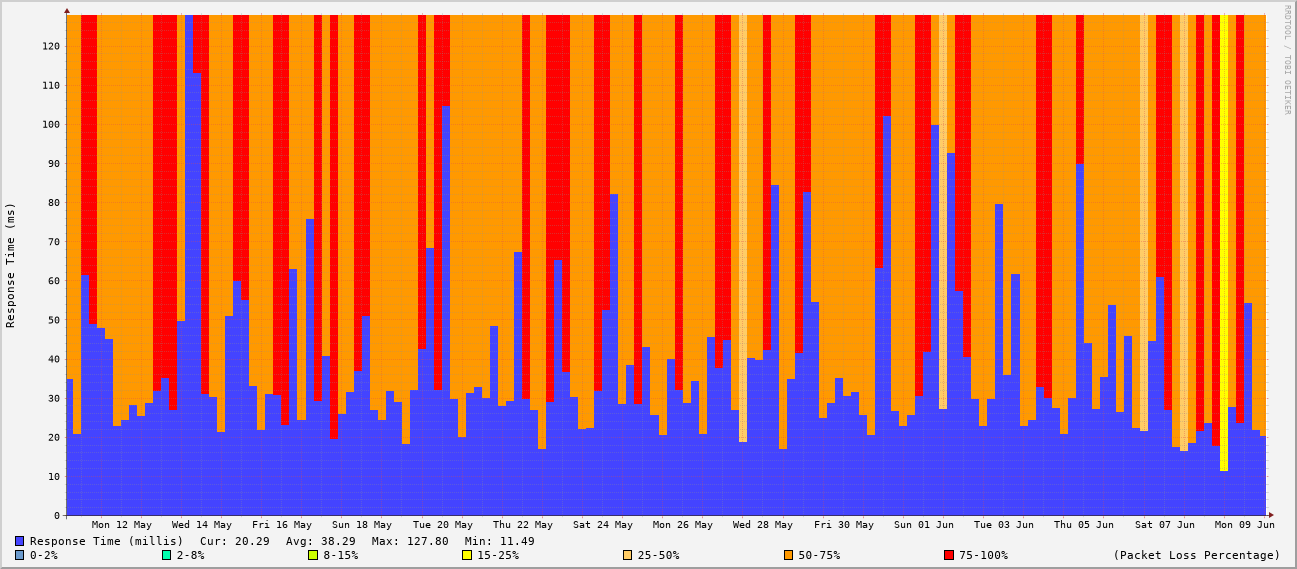 RRDTOOL / TOBI OETIKER
Response Time (ms)
120
110
100
90
80
70
60
50
40
30
20
10
0
Mon 12 May Wed 14 May Fri 16 May Sun 18 May Tue 20 May Thu 22 May Sat 24 May Mon 26 May Wed 28 May Fri 30 May Sun 01 Jun Tue 03 Jun Thu 05 Jun Sat 07 Jun Mon 09 Jun
Response Time (millis) Cur: 20.29 Avg: 38.29 Max: 127.80 Min: 11.49
0-2% 2-8% 8-15% 15-25% 25-50% 50-75% 75-100% (Packet Loss Percentage)